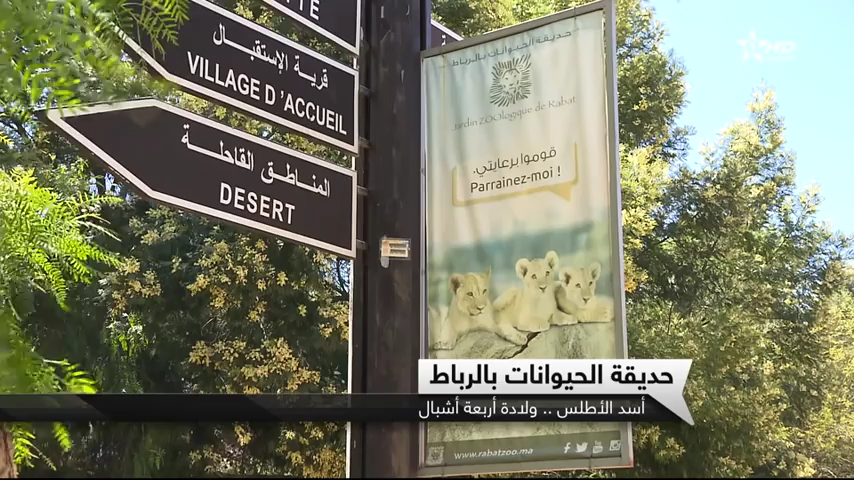 TTE
قرية الإستقبال
VILLAGE D'ACCUEIL
المناطق القاحلة
DESERT
حديقة الحيوانات بالرباط
Jardin ZOOlogique de Rabat
قوموا برعايتي.
Parrainez-moi !
حديقة الحيوانات بالرباط
أسد الأطلس .. ولادة أربعة أشبال
www.rabatzoo.ma